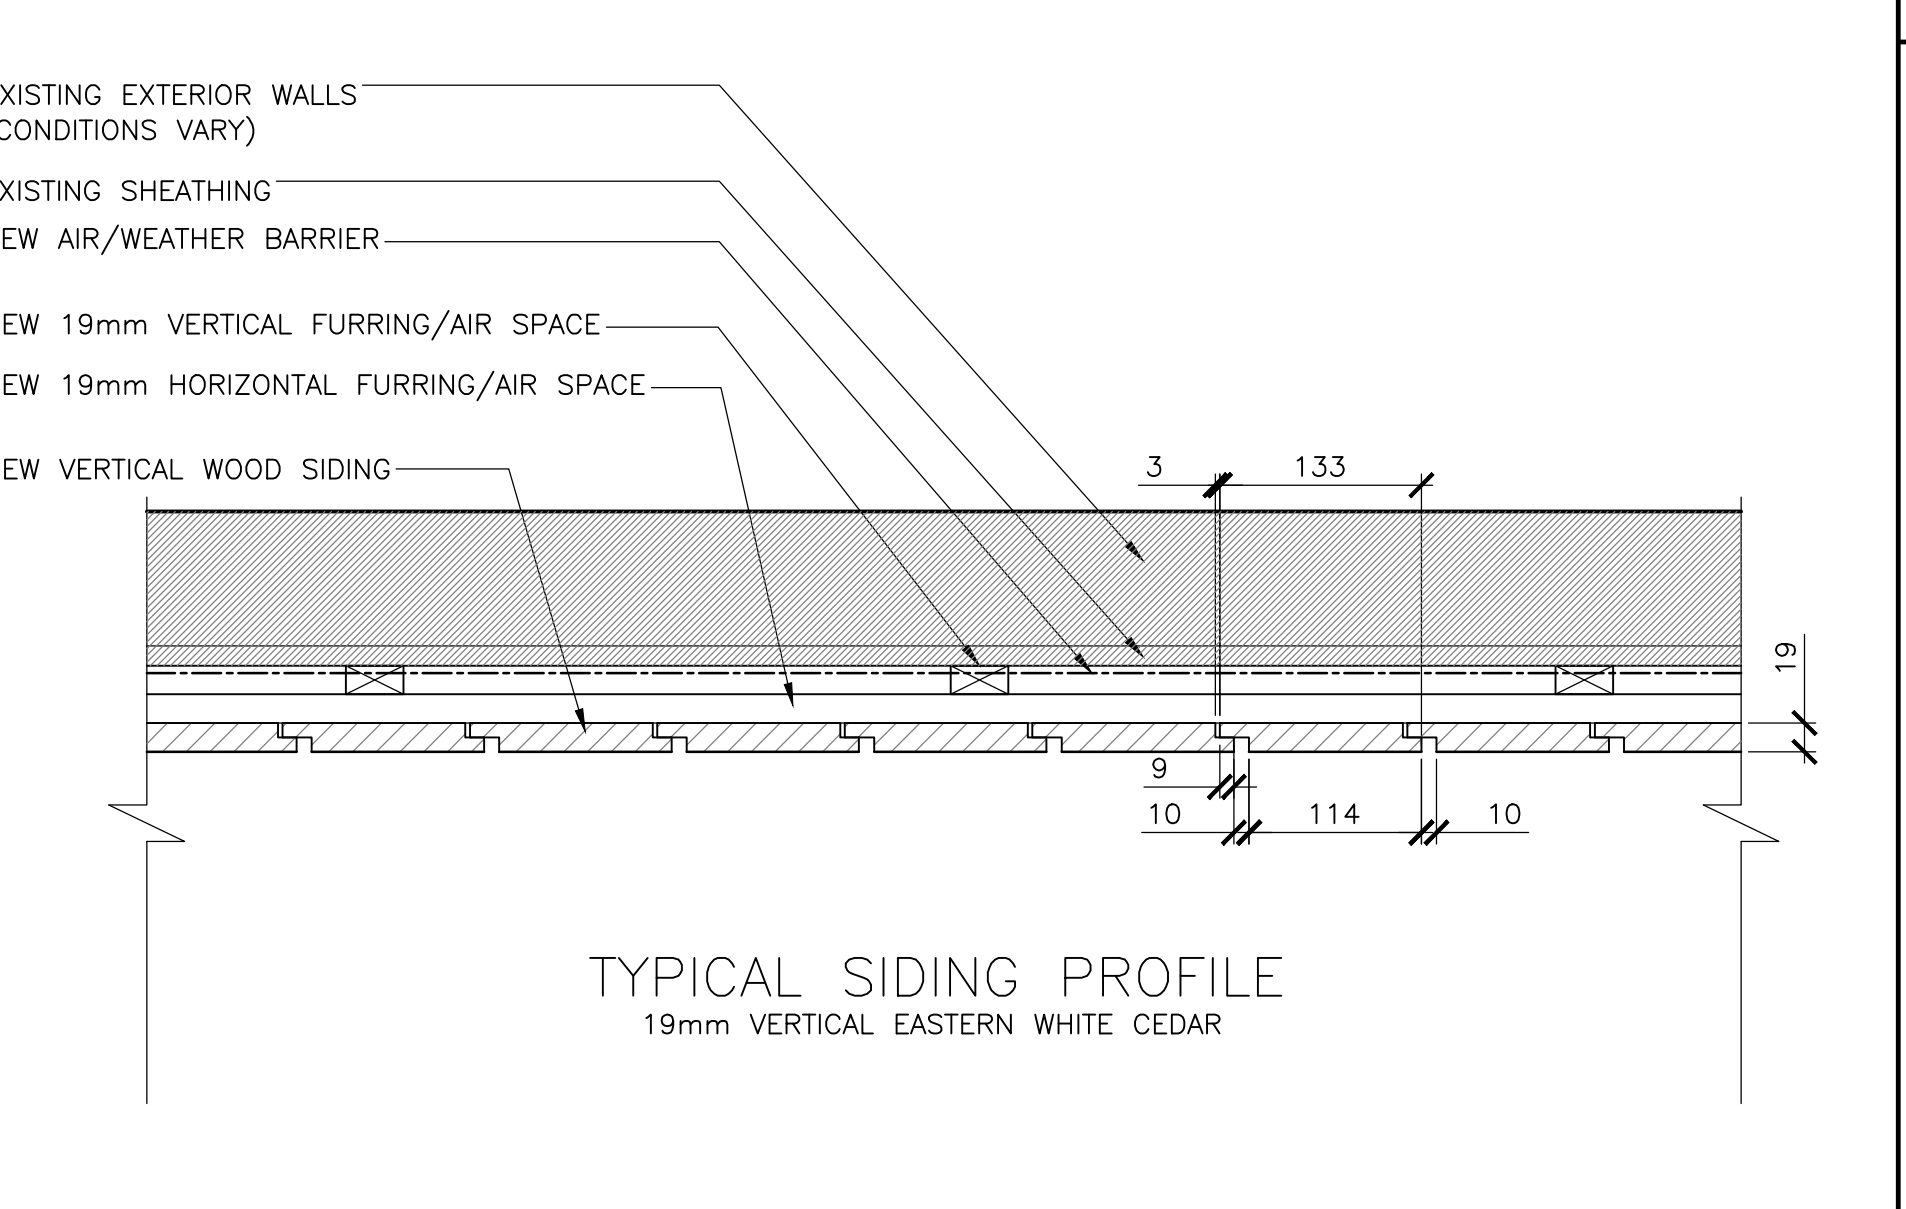 XISTING EXTERIOR WALLS
CONDITIONS VARY)
XISTING SHEATHING
EW AIR/WEATHER BARRIER
EW 19mm VERTICAL FURRING/AIR SPACE
EW 19mm HORIZONTAL FURRING/AIR SPACE
EW VERTICAL WOOD SIDING
3 133
19
9
10 114 10
TYPICAL SIDING PROFILE
19mm VERTICAL EASTERN WHITE CEDAR